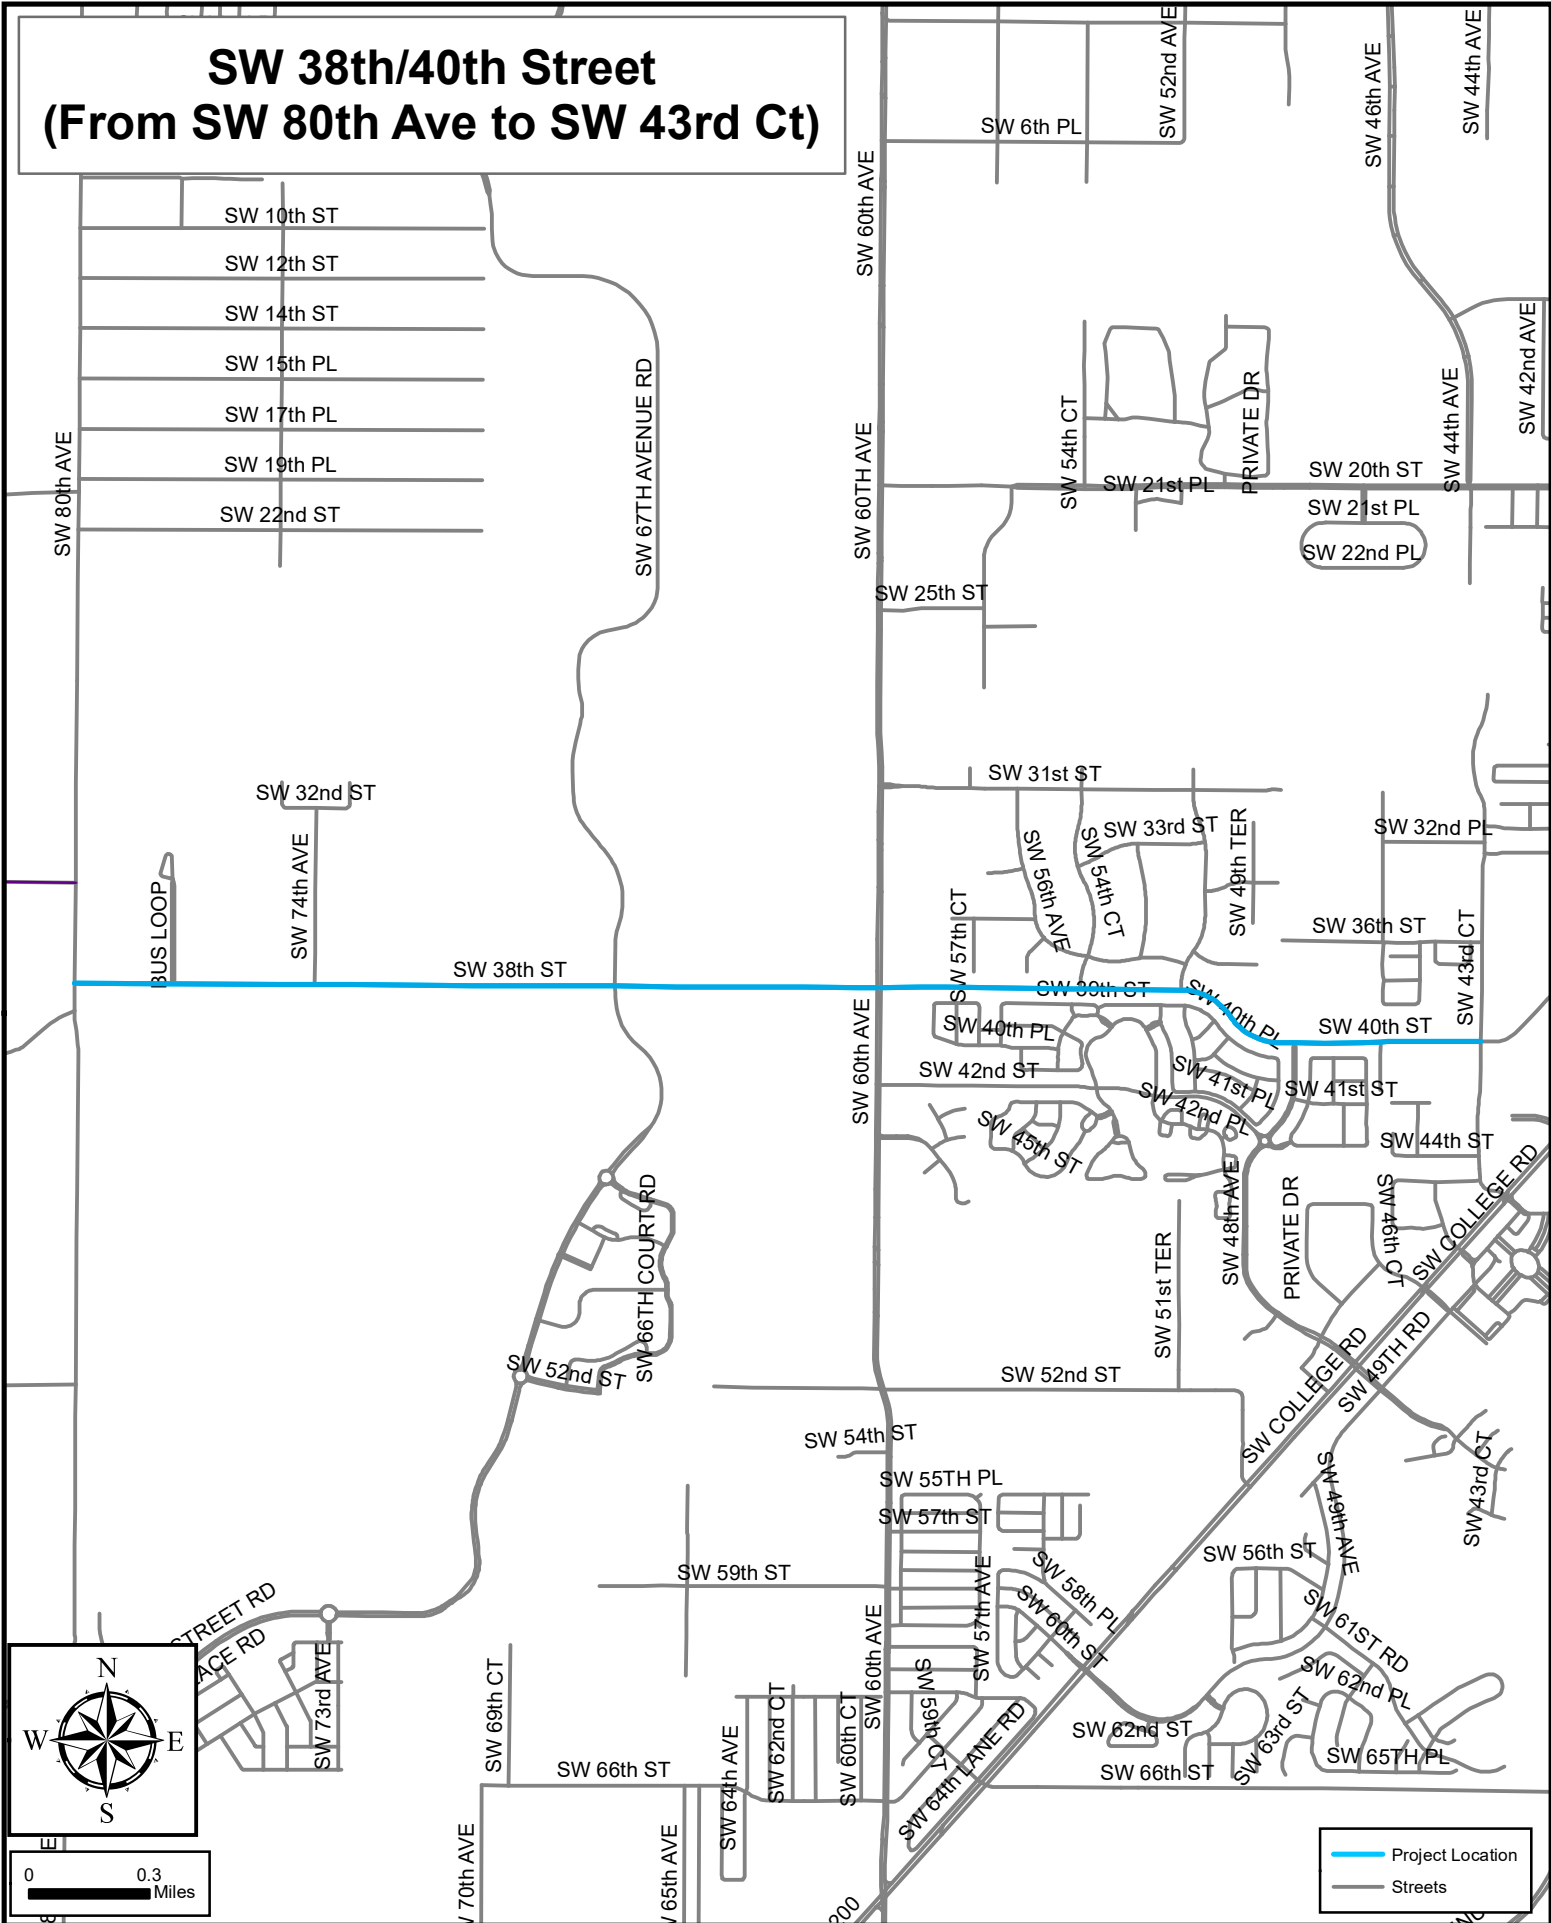 SW 38th/40th Street
(From SW 80th Ave to SW 43rd Ct)
SW 52nd AVE
SW 46th AVE
SW 44th AVE
SW 6th PL
SW 60th AVE
SW 10th ST
SW 12th ST
SW 14th ST
SW 15th PL
SW 17th PL
SW 19th PL
SW 22nd ST
SW 80th AVE
SW 67TH AVENUE RD
SW 60TH AVE
SW 54th CT
PRIVATE DR
SW 44th AVE
SW 42nd AVE
SW 20th ST
SW 21st PL
SW 21st PL
SW 22nd PL
SW 25th ST
SW 31st ST
SW 32nd ST
SW 33rd ST
SW 32nd PL
SW 74th AVE
BUS LOOP
SW 56th AVE
SW 54th CT
SW 49th TER
SW 57th CT
SW 36th ST
SW 43rd CT
SW 38th ST
SW 39th ST
SW 40th PL
SW 40th ST
SW 40th PL
SW 60th AVE
SW 42nd ST
SW 41st PL
SW 41st ST
SW 42nd PL
SW 45th ST
SW 44th ST
SW 48th AVE
PRIVATE DR
SW 46th CT
SW COLLEGE RD
SW 66TH COURT RD
SW 51st TER
SW 52nd ST
SW 52nd ST
SW COLLEGE RD
SW 49TH RD
SW 54th ST
SW 55TH PL
SW 57th ST
SW 49th AVE
SW 43rd CT
SW 59th ST
SW 57th AVE
SW 58th PL
SW 60th ST
SW 56th ST
SW 61ST RD
SW 62nd PL
STREET RD
ACE RD
SW 73rd AVE
SW 69th CT
SW 60th AVE
SW 59th CT
SW 62nd CT
SW 60th CT
SW 64th AVE
SW 64th LANE RD
SW 62nd ST
SW 63rd ST
SW 65TH PL
SW 66th ST
SW 66th ST
70th AVE
65th AVE
200
N
W
E
S
0 0.3
Miles
Project Location
Streets